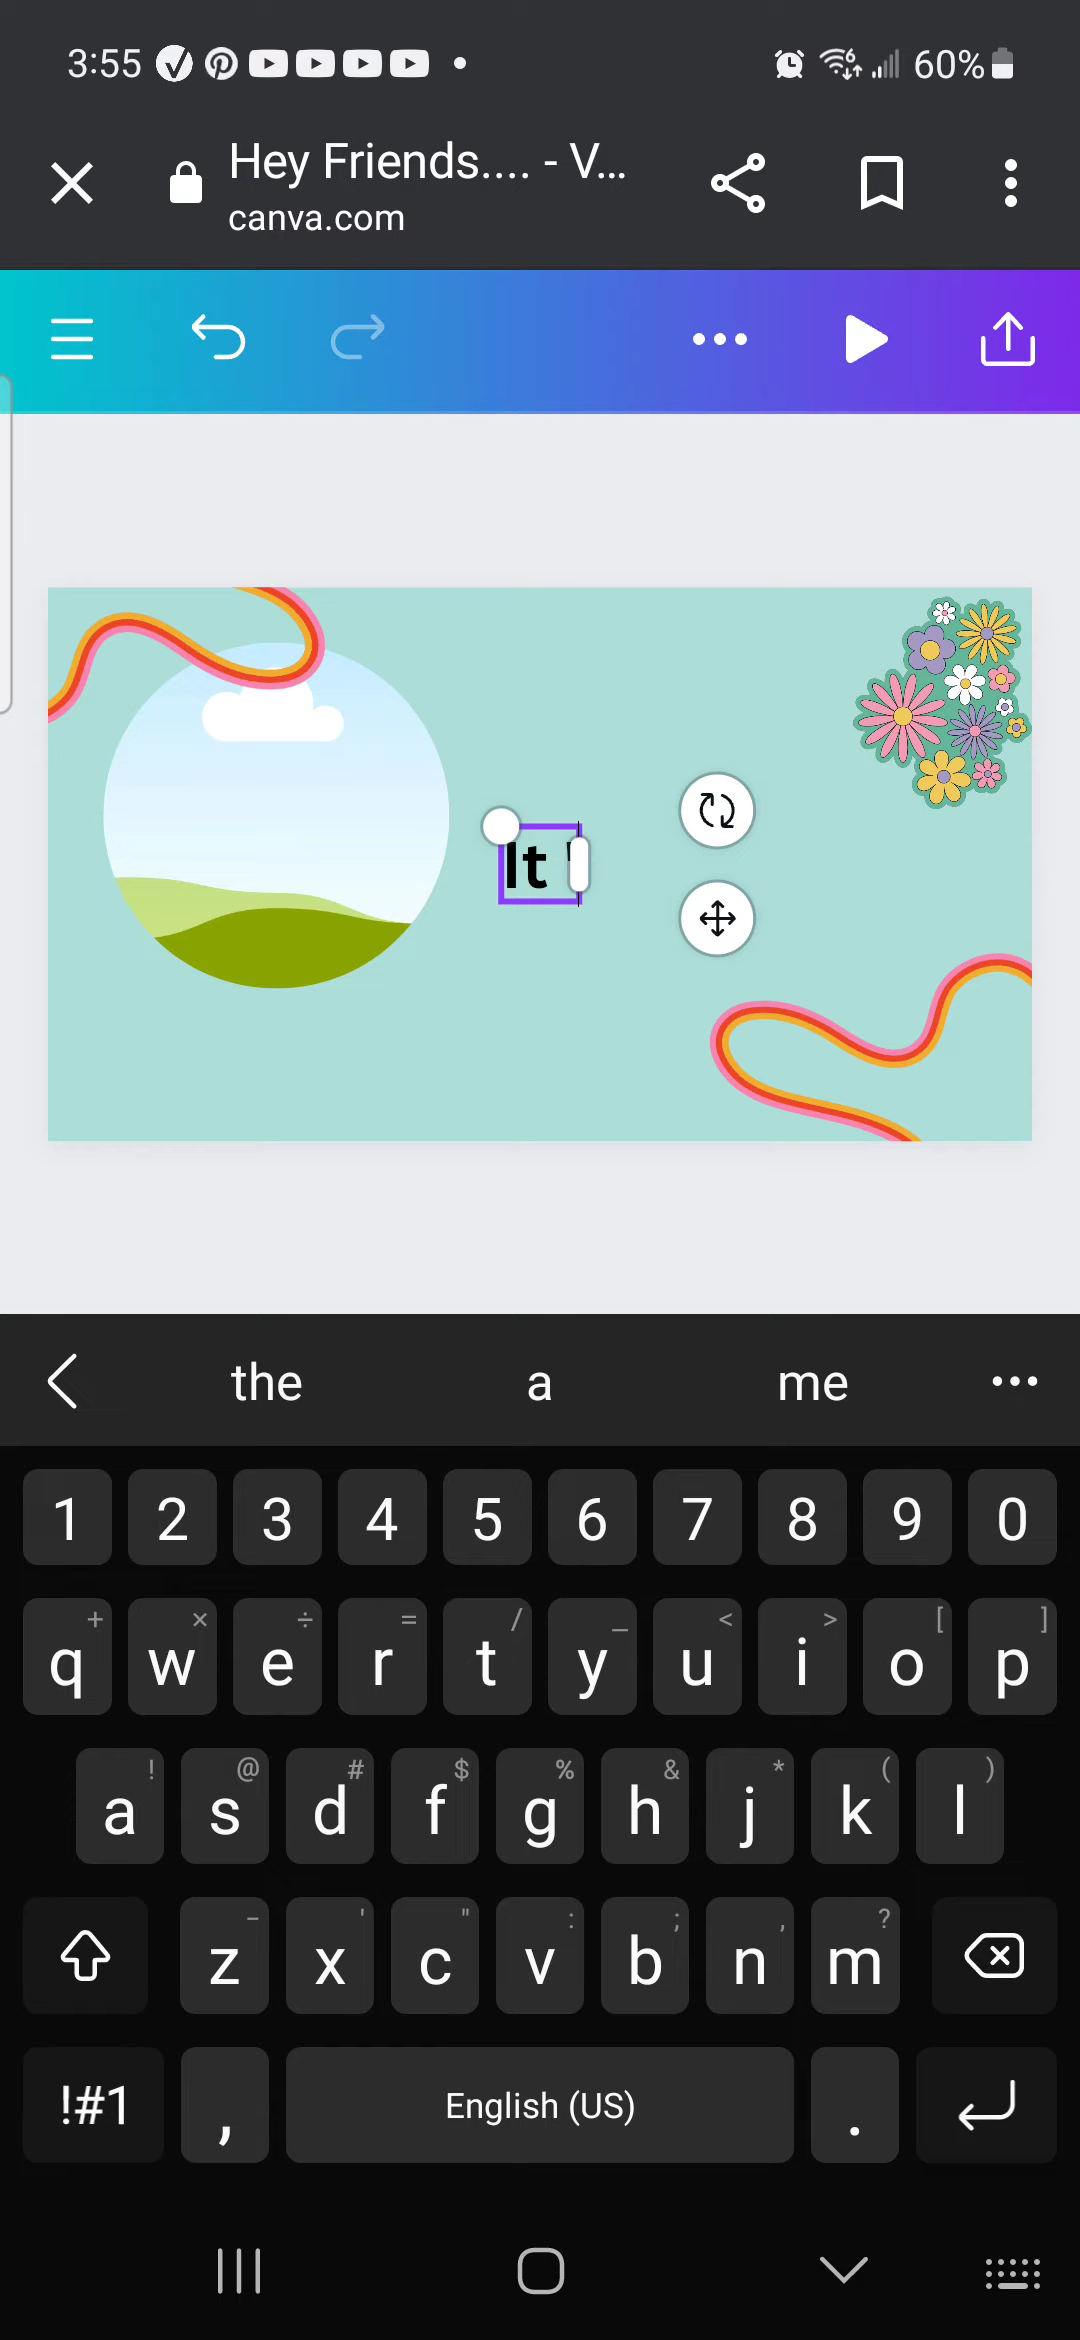 3:55 60%
Hey Friends.... - V...
canva.com
It '
the a me
1 2 3 4 5 6 7 8 9 0
+ × ÷ = / _ < > [ ]
q w e r t y u i o p
! @ # $ % & * ( )
a s d f g h j k l
- ' " : ; , ?
z x c v b n m
!#1 , English (US) .